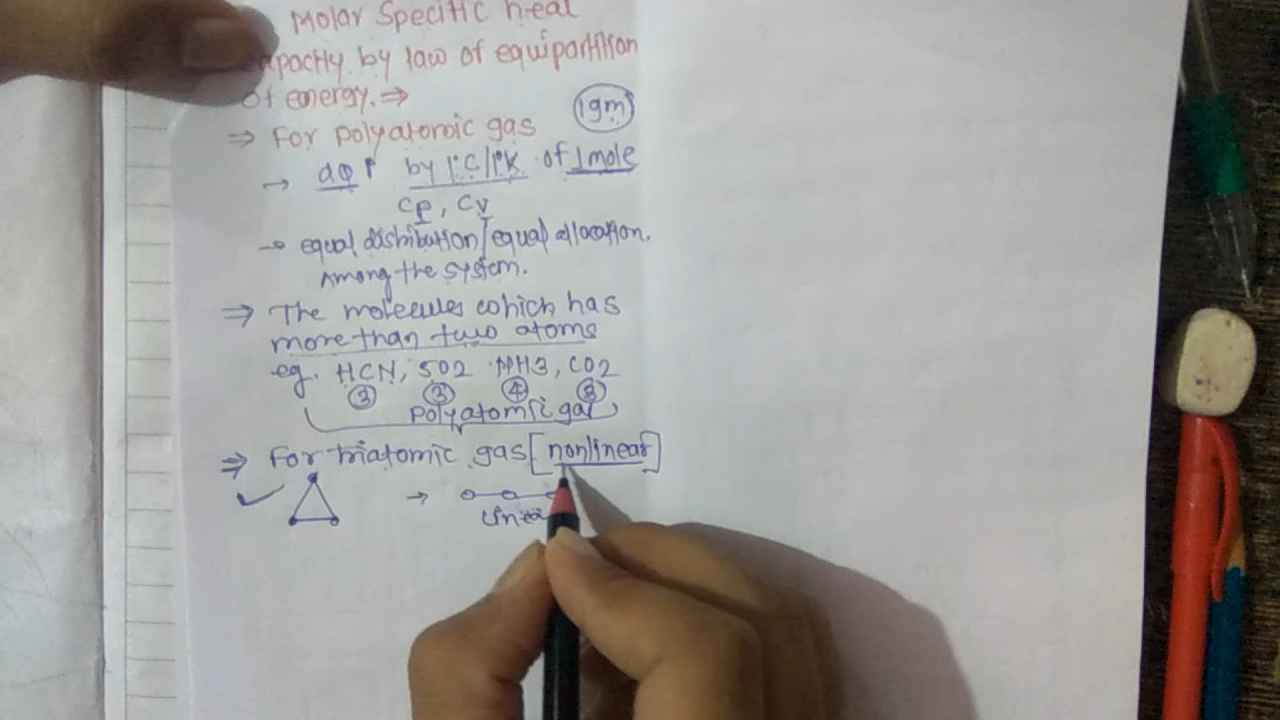 Molar Specific heat
capacity by law of equipartition
of energy. ⇒
1gm
⇒ For polyatomic gas
→ dQ↑ by 1°C/1°K of 1mole
Cp, Cv
→ equal distribution/equal allocation.
Among the system.
⇒ The molecules which has
more than two atoms
eg. HCN, SO2 NH3, CO2
③ ③ ④ ③
polyatomic gas
⇒ For triatomic gas [nonlinear]
→